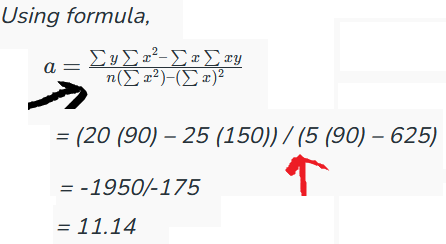 Using formula,
a = ∑y∑x²−∑x∑xy / n(∑x²)−(∑x)²
= (20 (90) – 25 (150)) / (5 (90) – 625)
= -1950/-175
= 11.14